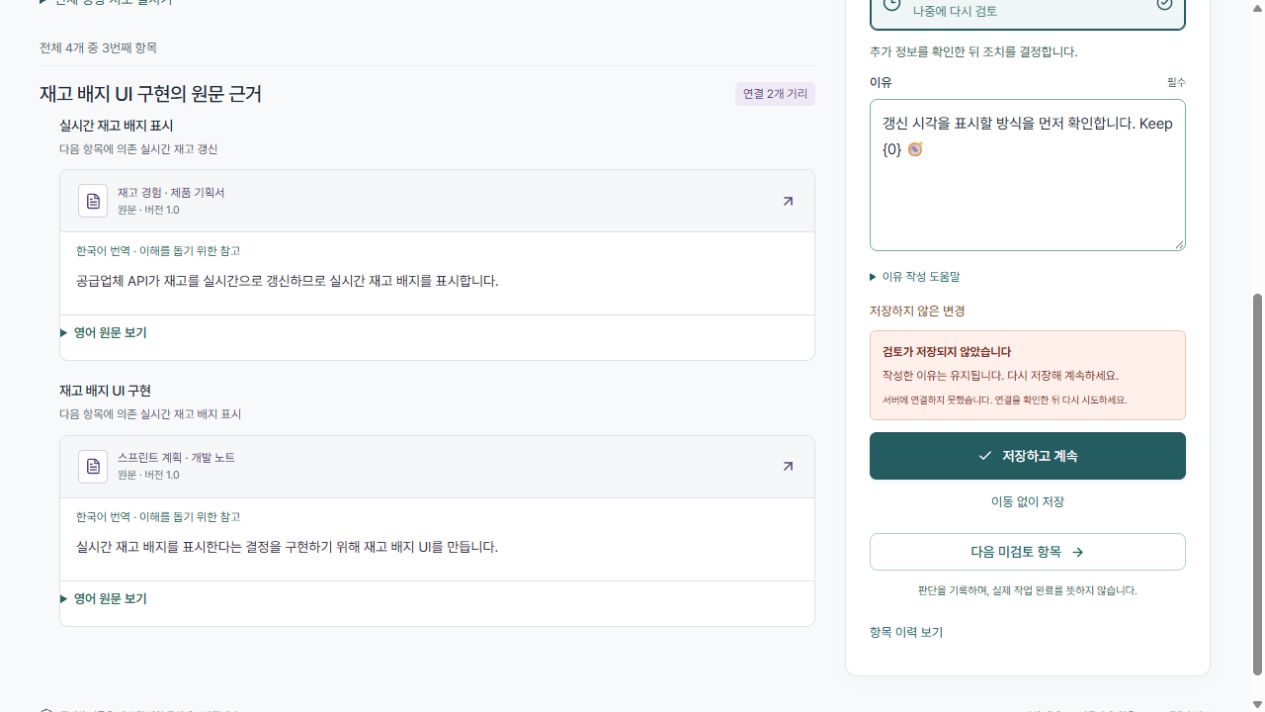 전체 4개 중 3번째 항목
재고 배지 UI 구현의 원문 근거
연결 2개 거리
실시간 재고 배지 표시
다음 항목에 의존 실시간 재고 갱신
재고 경험 · 제품 기획서
원문 · 버전 1.0
한국어 번역 · 이해를 돕기 위한 참고
공급업체 API가 재고를 실시간으로 갱신하므로 실시간 재고 배지를 표시합니다.
영어 원문 보기
재고 배지 UI 구현
다음 항목에 의존 실시간 재고 배지 표시
스프린트 계획 · 개발 노트
원문 · 버전 1.0
한국어 번역 · 이해를 돕기 위한 참고
실시간 재고 배지를 표시한다는 결정을 구현하기 위해 재고 배지 UI를 만듭니다.
영어 원문 보기
나중에 다시 검토
추가 정보를 확인한 뒤 조치를 결정합니다.
이유
필수
갱신 시각을 표시할 방식을 먼저 확인합니다. Keep
{0} 🧭
이유 작성 도움말
저장하지 않은 변경
검토가 저장되지 않았습니다
작성한 이유는 유지됩니다. 다시 저장해 계속하세요.
서버에 연결하지 못했습니다. 연결을 확인한 뒤 다시 시도하세요.
저장하고 계속
이동 없이 저장
다음 미검토 항목 →
판단을 기록하며, 실제 작업 완료를 뜻하지 않습니다.
항목 이력 보기